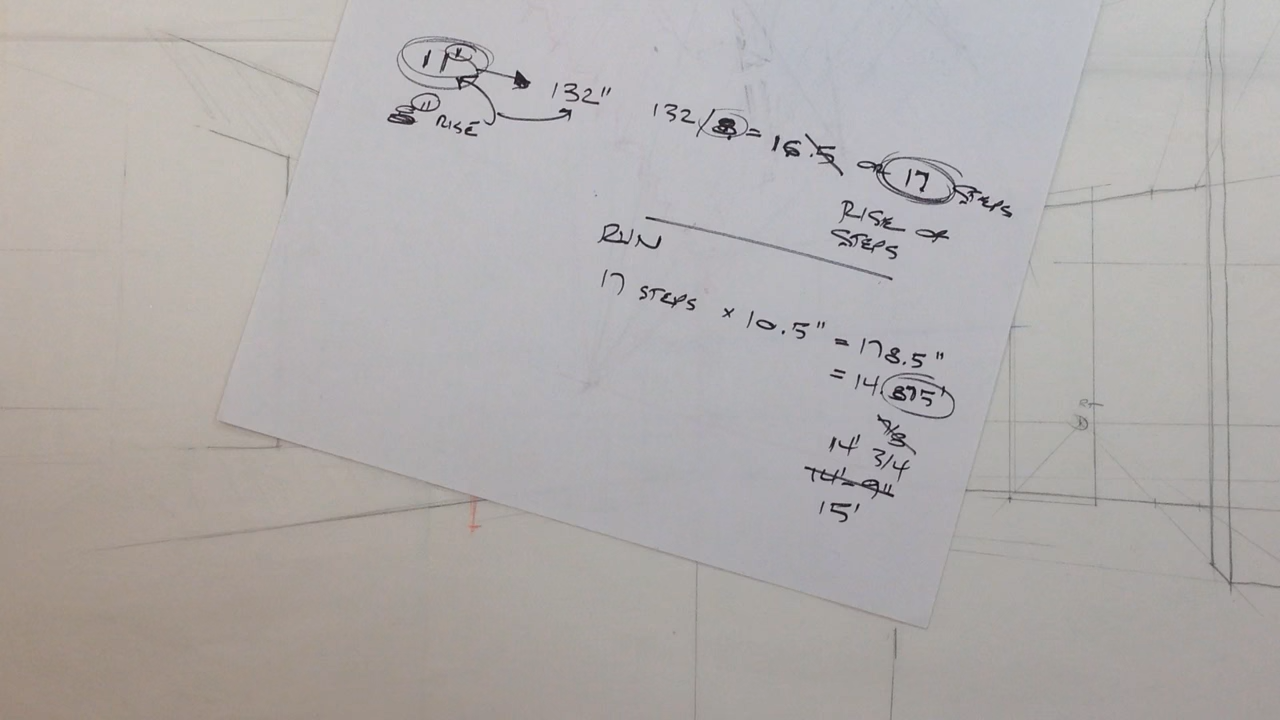 11'
132"
" RISE
132/8 = 16.5 or 17 STEPS
RISE of
STEPS
RUN
17 STEPS × 10.5" = 178.5"
= 14.875'
7/8
14' 3/4
14'-9"
15'